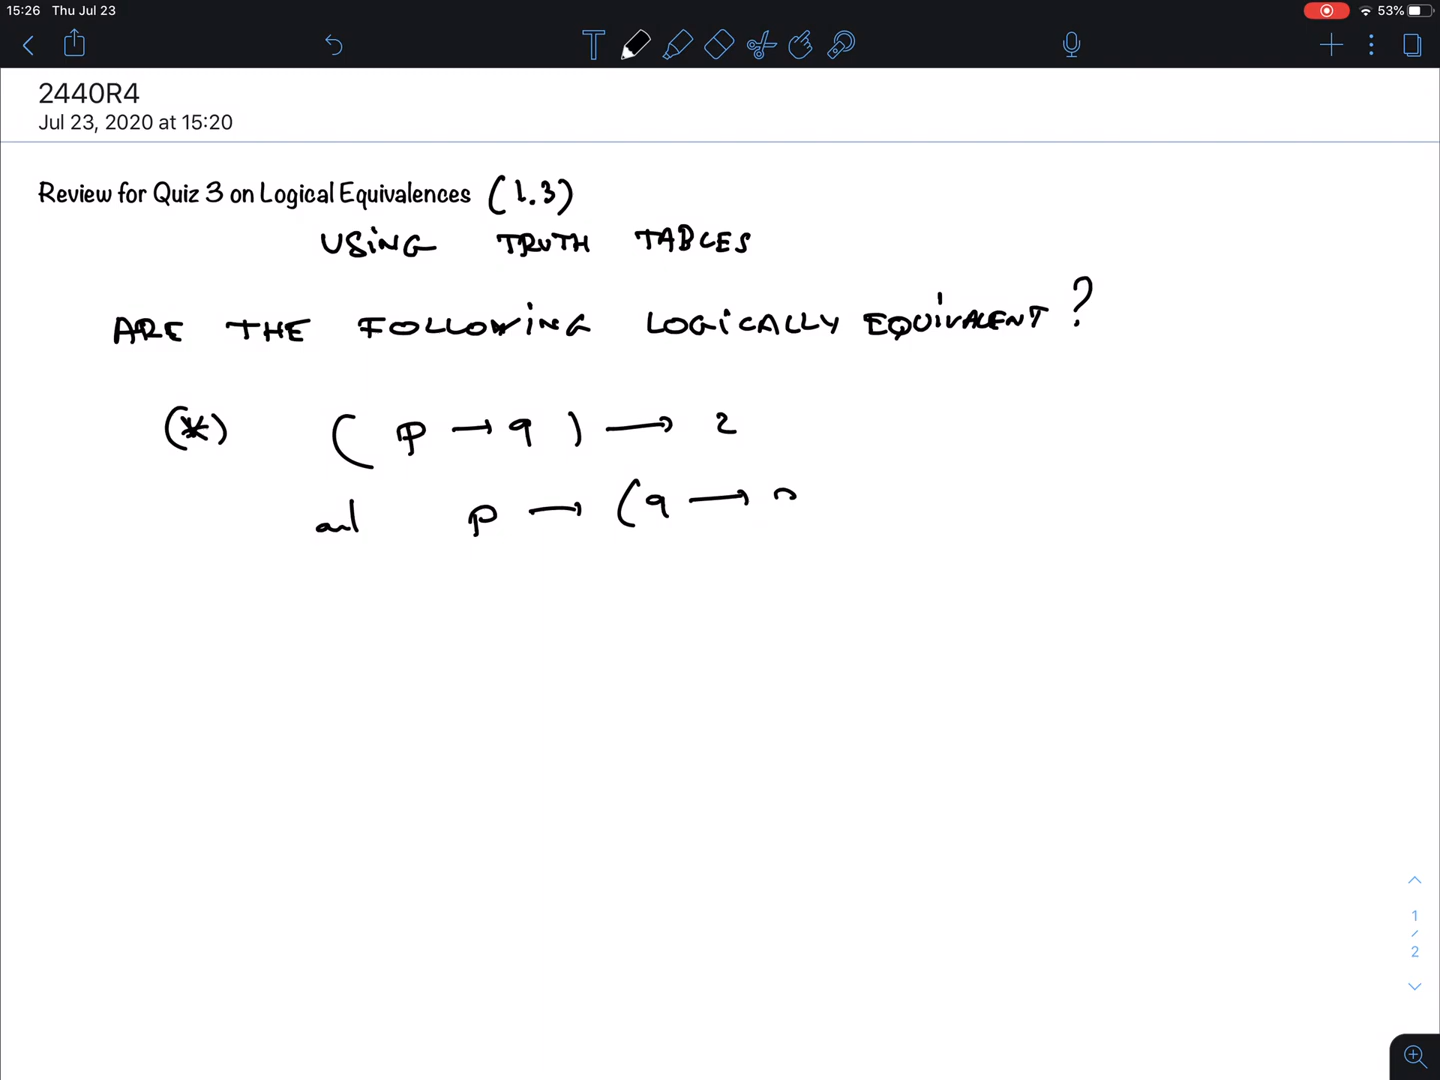 15:26 Thu Jul 23 53%
2440R4
Jul 23, 2020 at 15:20
Review for Quiz 3 on Logical Equivalences (1.3)
USING TRUTH TABLES
ARE THE FOLLOWING LOGICALLY EQUIVALENT?
(*) (p → q) → r
and p → (q →
1
/
2